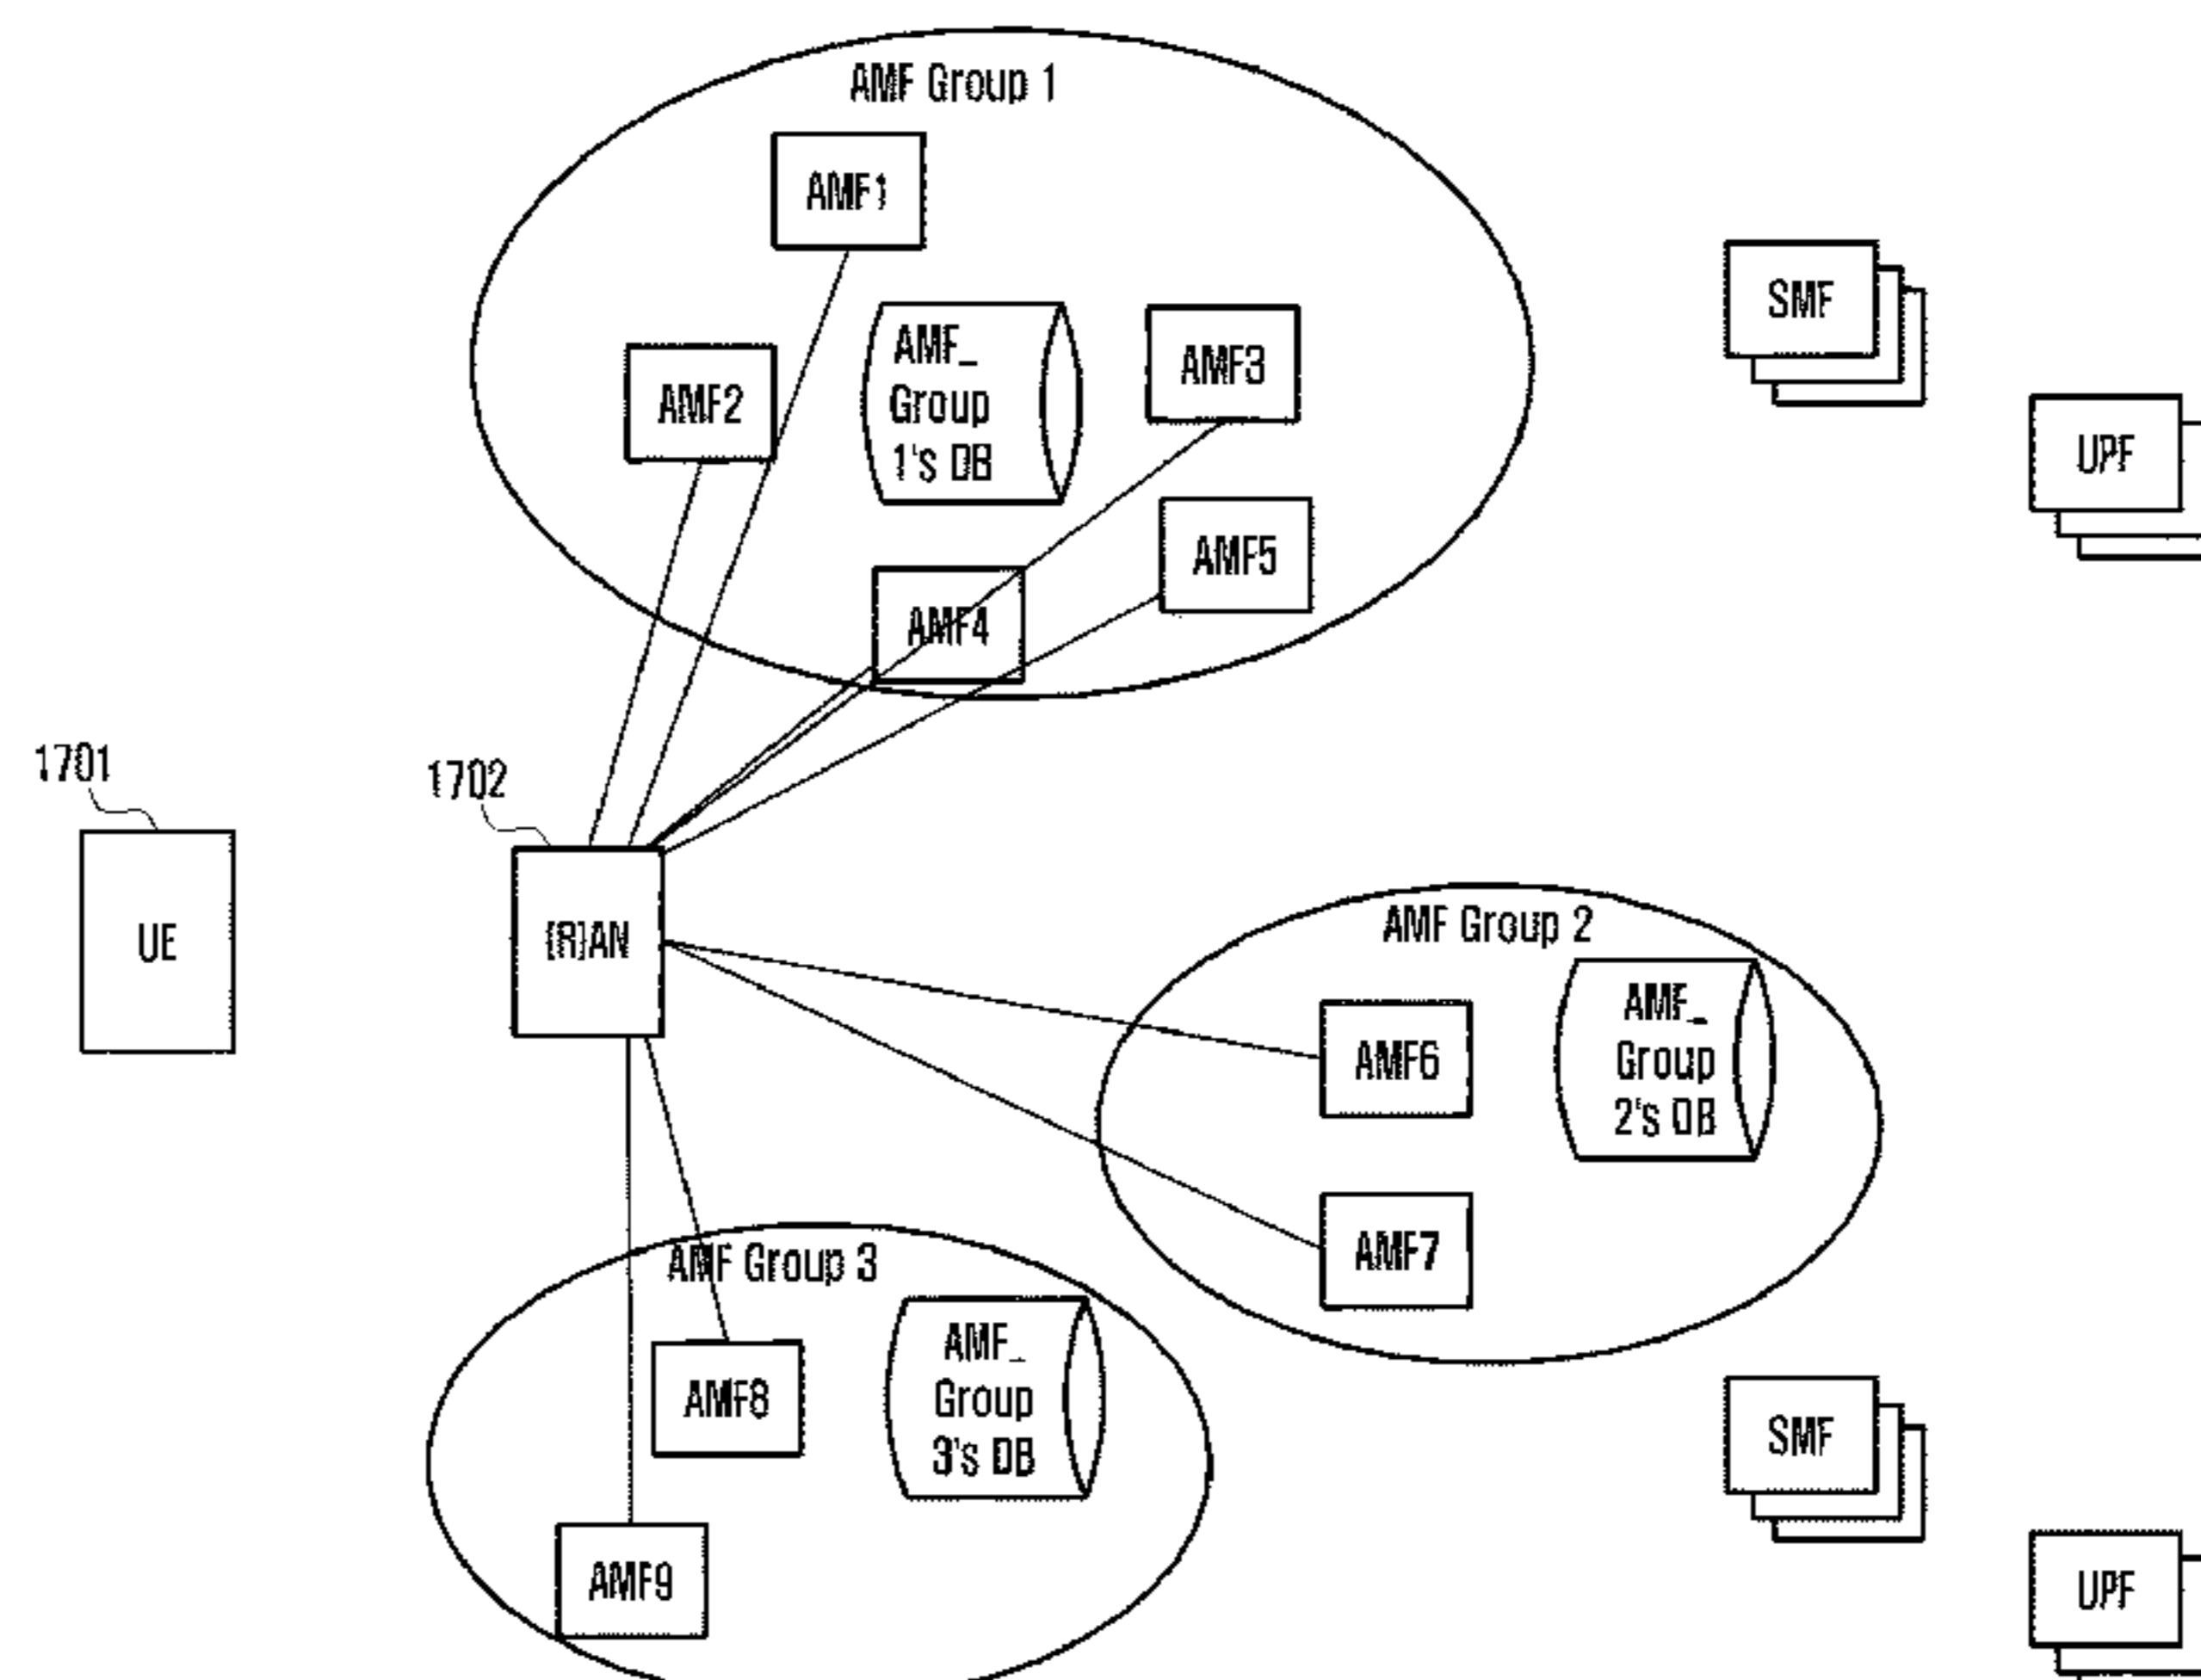 AMF Group 1
AMF1
AMF2
AMF_
Group
1's DB
AMF3
AMF4
AMF5
SMF
UPF
1701
UE
1702
(R)AN
AMF Group 2
AMF6
AMF_
Group
2's DB
AMF7
AMF Group 3
AMF8
AMF_
Group
3's DB
AMF9
SMF
UPF